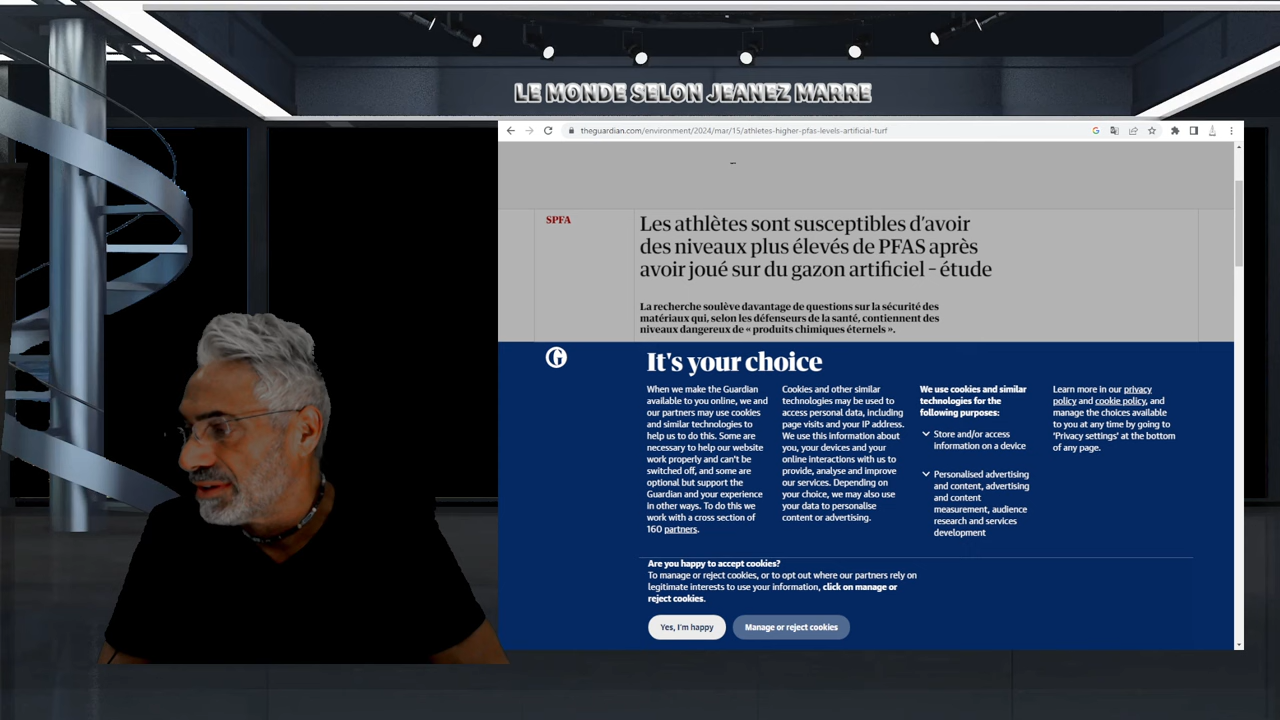 LE MONDE SELON JEANEZ MARRE
theguardian.com/environment/2024/mar/15/athletes-higher-pfas-levels-artificial-turf
SPFA
Les athlètes sont susceptibles d'avoir
des niveaux plus élevés de PFAS après
avoir joué sur du gazon artificiel – étude
La recherche soulève davantage de questions sur la sécurité des
matériaux qui, selon les défenseurs de la santé, contiennent des
niveaux dangereux de « produits chimiques éternels ».
It's your choice
When we make the Guardian
available to you online, we and
our partners may use cookies
and similar technologies to
help us to do this. Some are
necessary to help our website
work properly and can't be
switched off, and some are
optional but support the
Guardian and your experience
in other ways. To do this we
work with a cross section of
160 partners.
Cookies and other similar
technologies may be used to
access personal data, including
page visits and your IP address.
We use this information about
you, your devices and your
online interactions with us to
provide, analyse and improve
our services. Depending on
your choice, we may also use
your data to personalise
content or advertising.
We use cookies and similar
technologies for the
following purposes:
Store and/or access
information on a device
Personalised advertising
and content, advertising
and content
measurement, audience
research and services
development
Learn more in our privacy
policy and cookie policy, and
manage the choices available
to you at any time by going to
'Privacy settings' at the bottom
of any page.
Are you happy to accept cookies?
To manage or reject cookies, or to opt out where our partners rely on
legitimate interests to use your information, click on manage or
reject cookies.
Yes, I'm happy
Manage or reject cookies